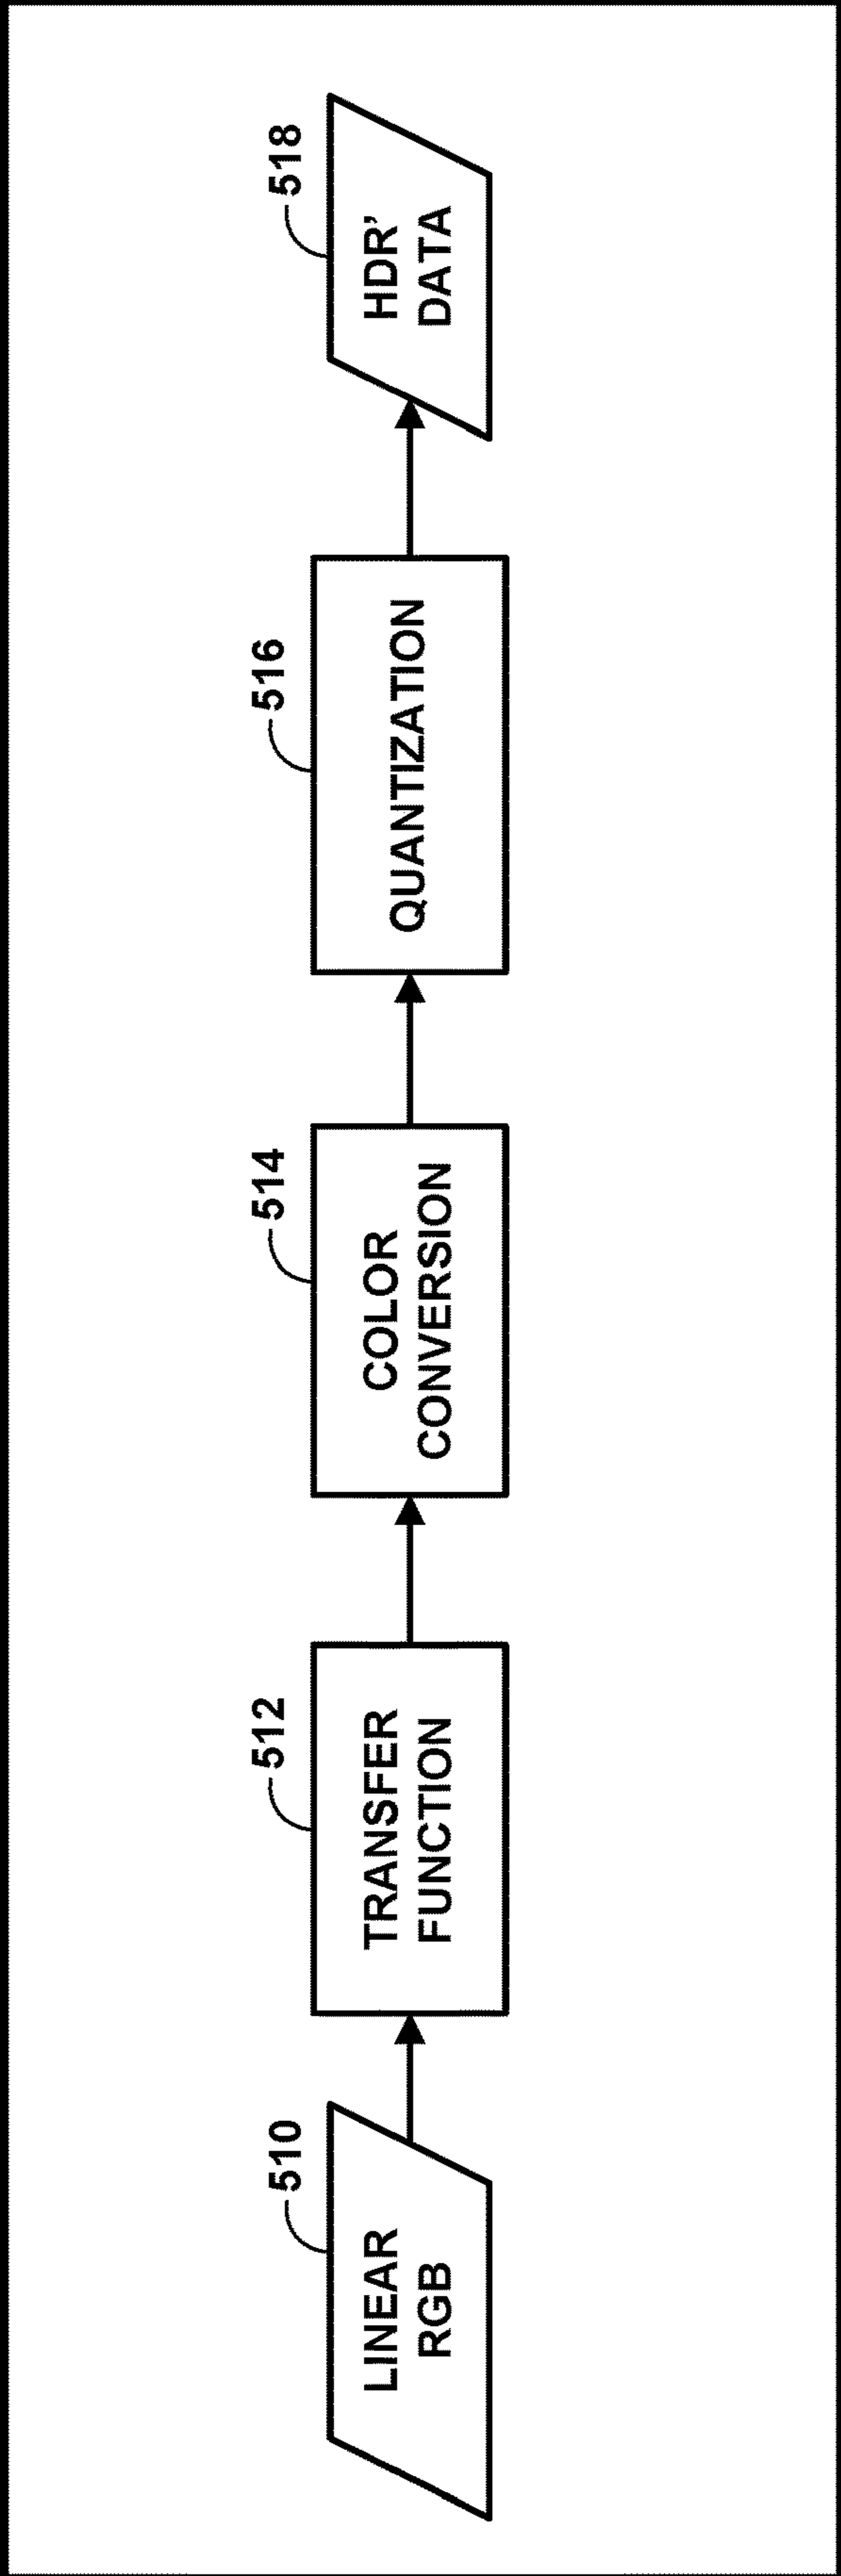 510
LINEAR
RGB
512
TRANSFER
FUNCTION
514
COLOR
CONVERSION
516
QUANTIZATION
518
HDR’
DATA